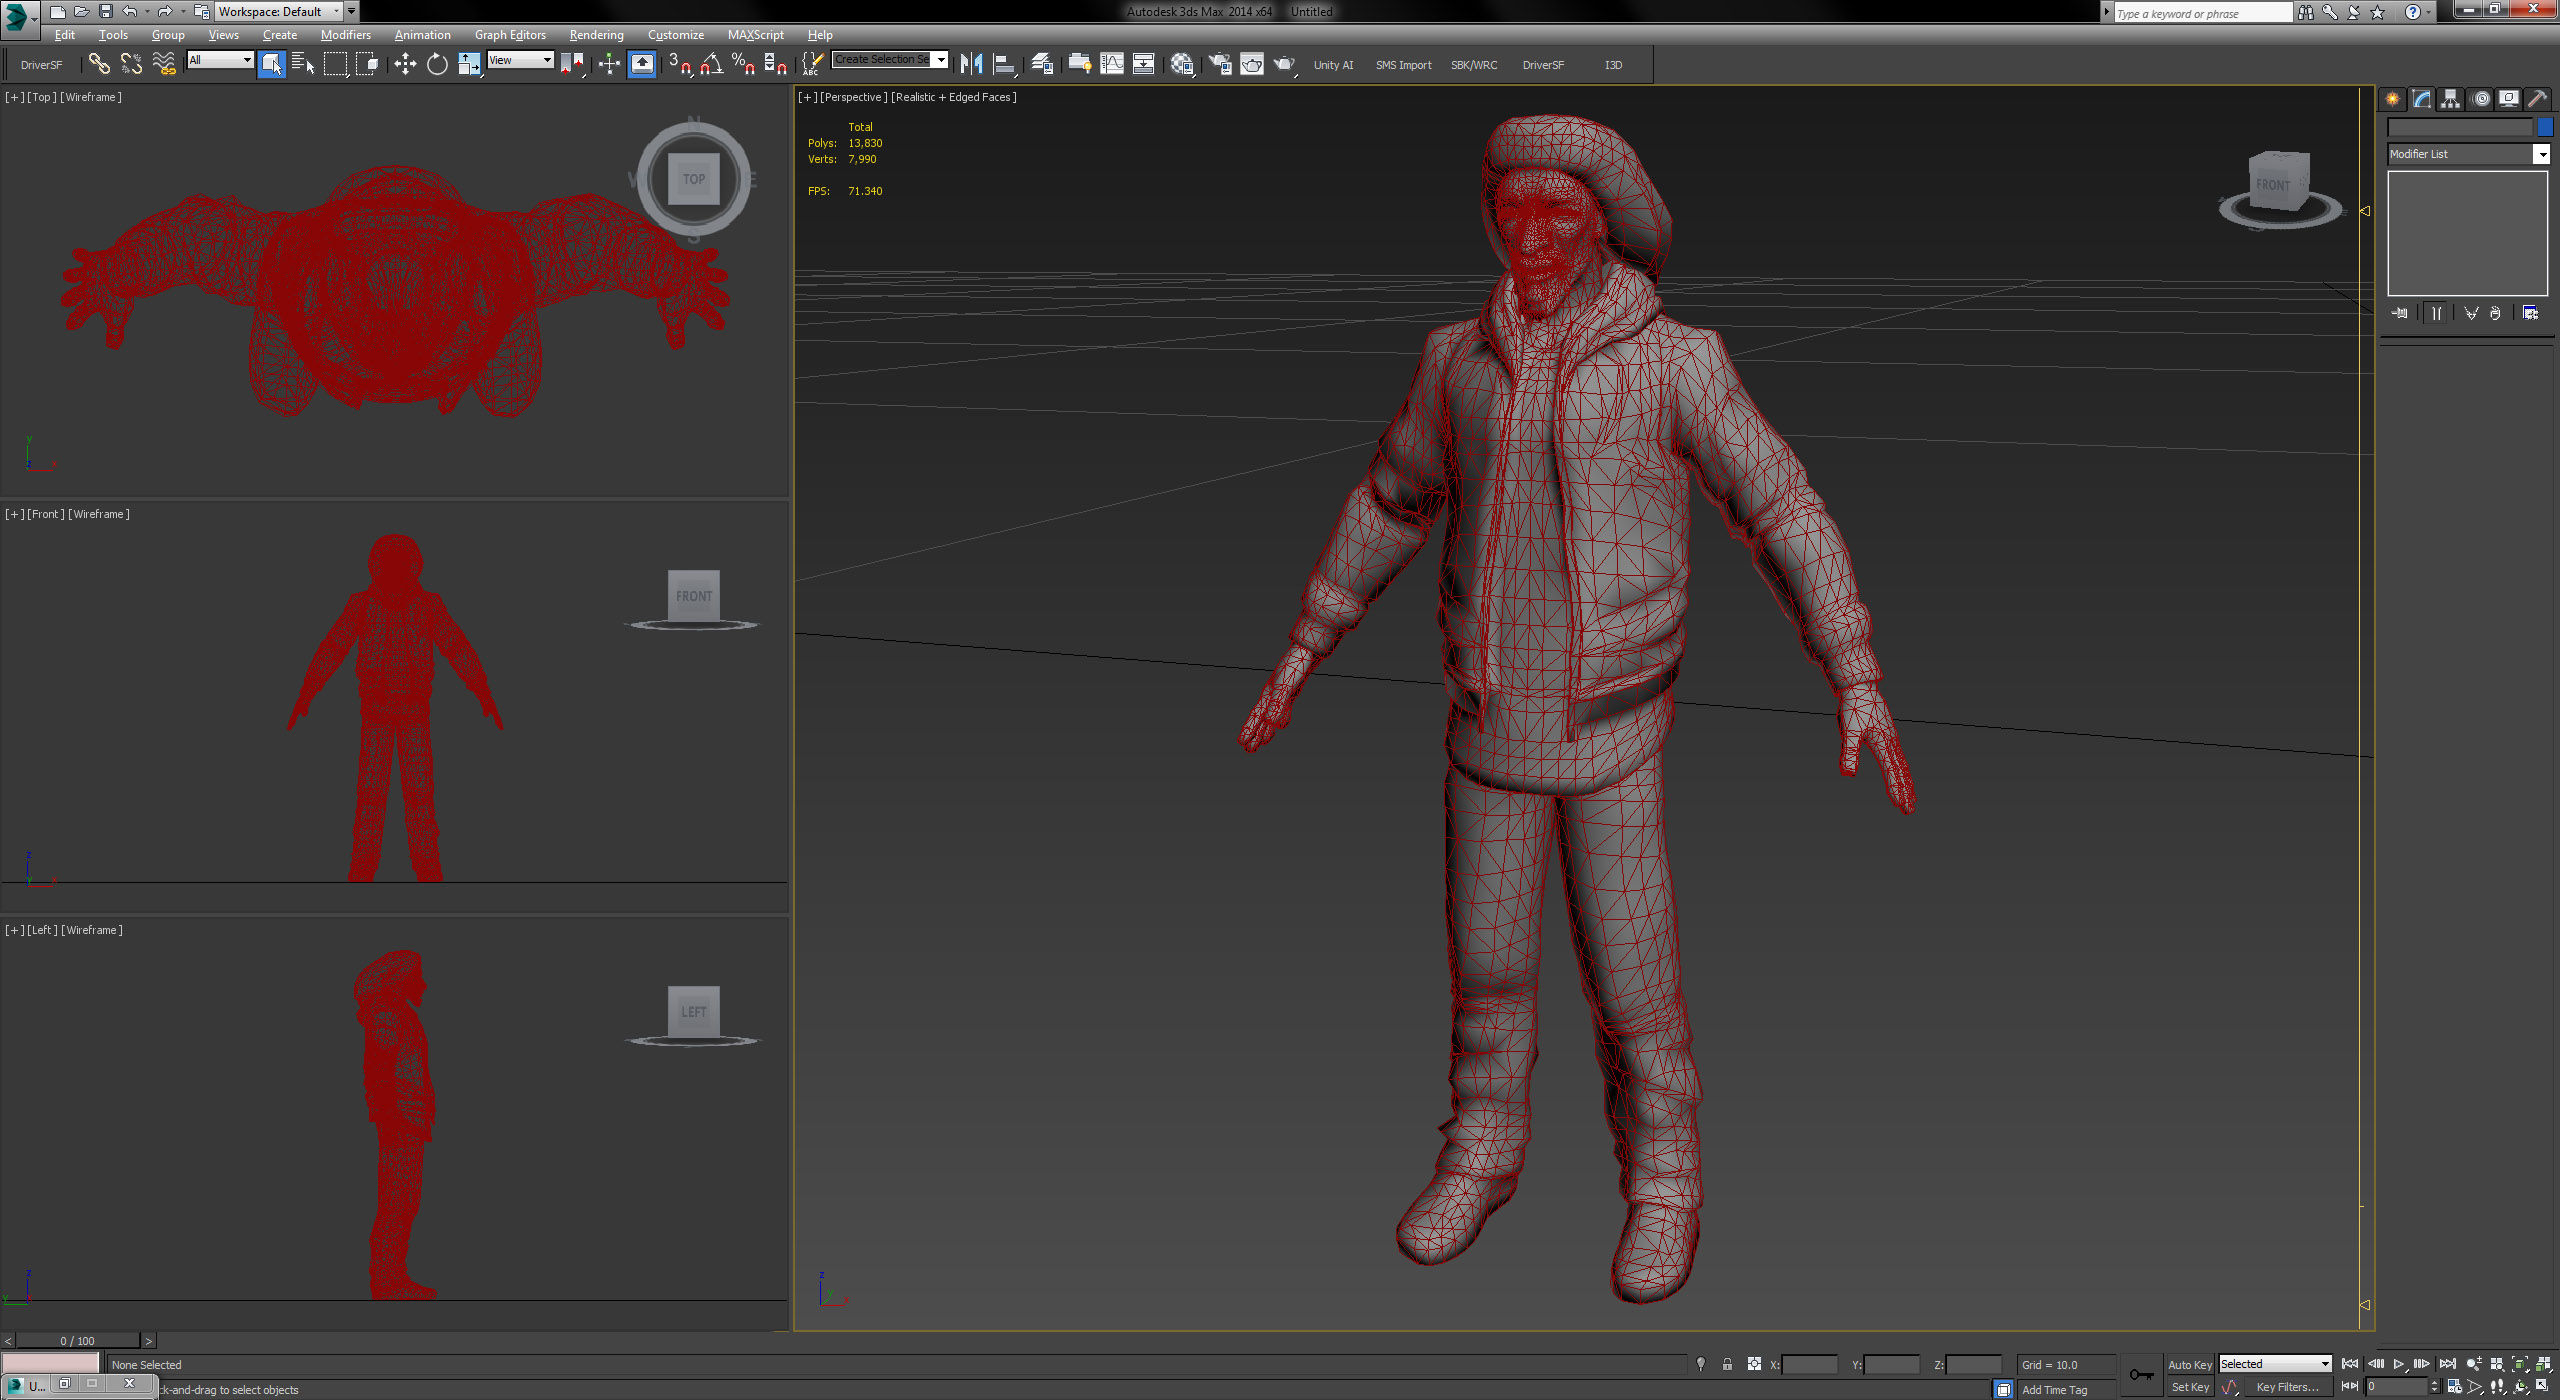 Workspace: Default
Autodesk 3ds Max 2014 x64 Untitled
Type a keyword or phrase
Edit Tools Group Views Create Modifiers Animation Graph Editors Rendering Customize MAXScript Help
DriverSF
All
View
3
%
ABC
Create Selection Se
Unity AI SMS Import SBK/WRC DriverSF I3D
[+] [Top] [Wireframe]
N
TOP
E
S
[+] [Perspective] [Realistic + Edged Faces]
Total
Polys: 13,830
Verts: 7,990
FPS: 71.340
FRONT
Modifier List
[+] [Front] [Wireframe]
FRONT
[+] [Left] [Wireframe]
LEFT
< 0 / 100 >
None Selected
X: Y: Z:
Grid = 10.0
Auto Key
Selected
U...
ck-and-drag to select objects
Add Time Tag
Set Key
Key Filters...
0